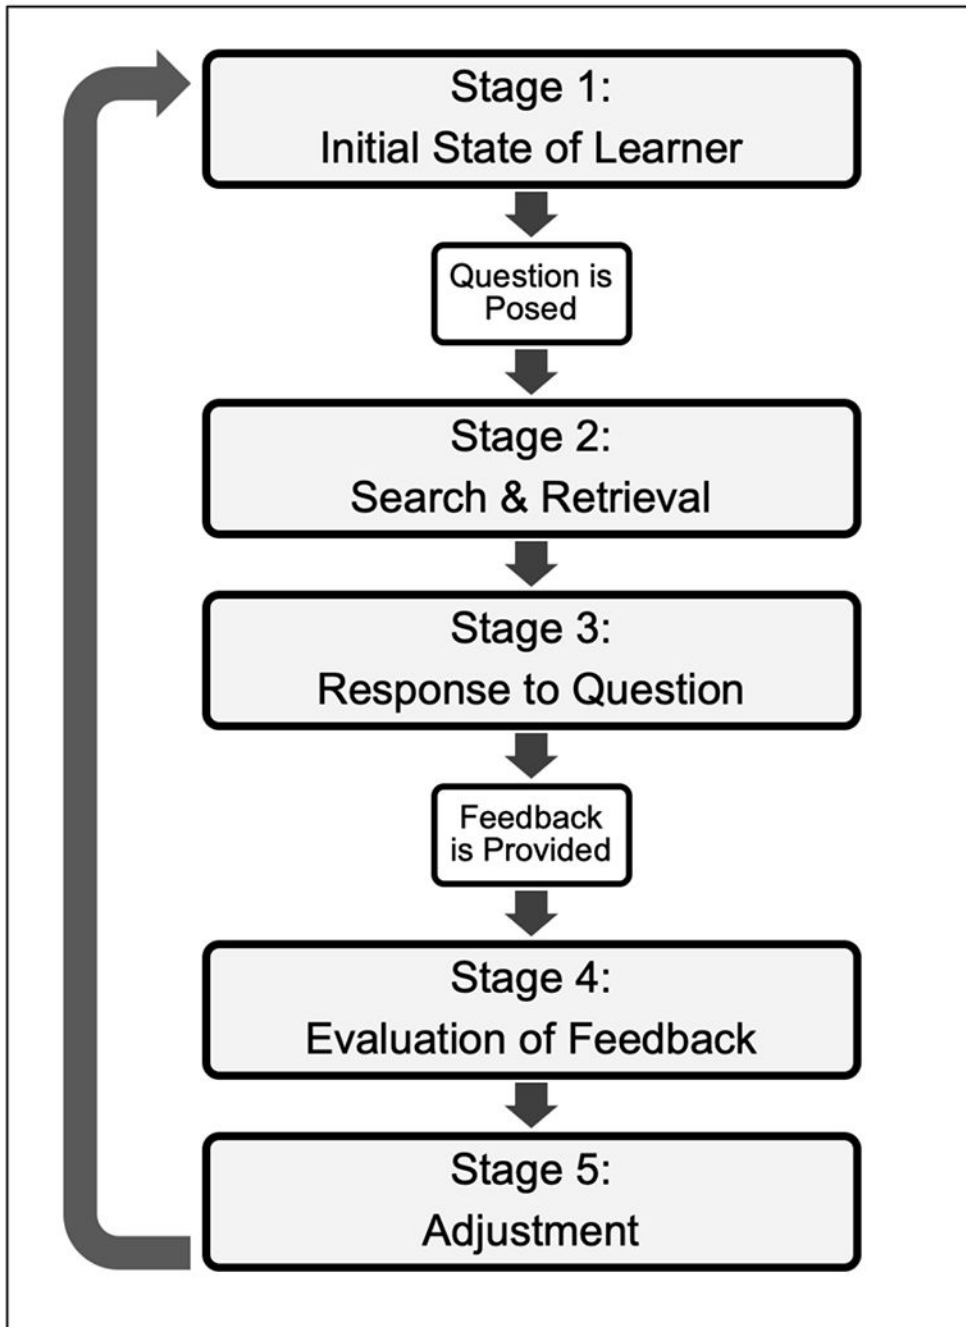 Stage 1:
Initial State of Learner
Question is
Posed
Stage 2:
Search & Retrieval
Stage 3:
Response to Question
Feedback
is Provided
Stage 4:
Evaluation of Feedback
Stage 5:
Adjustment